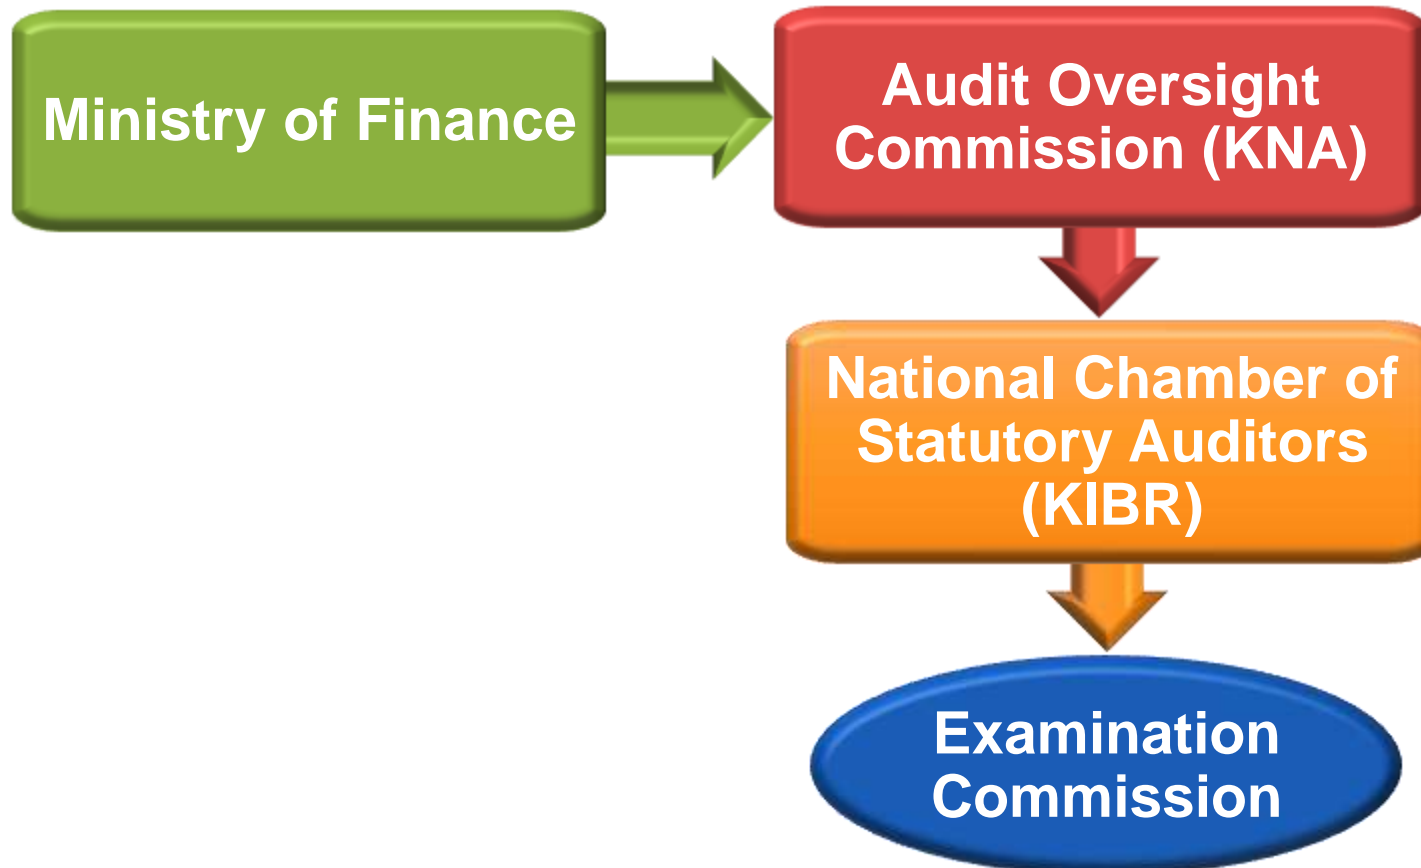 Ministry of Finance
Audit Oversight
Commission (KNA)
National Chamber of
Statutory Auditors
(KIBR)
Examination
Commission